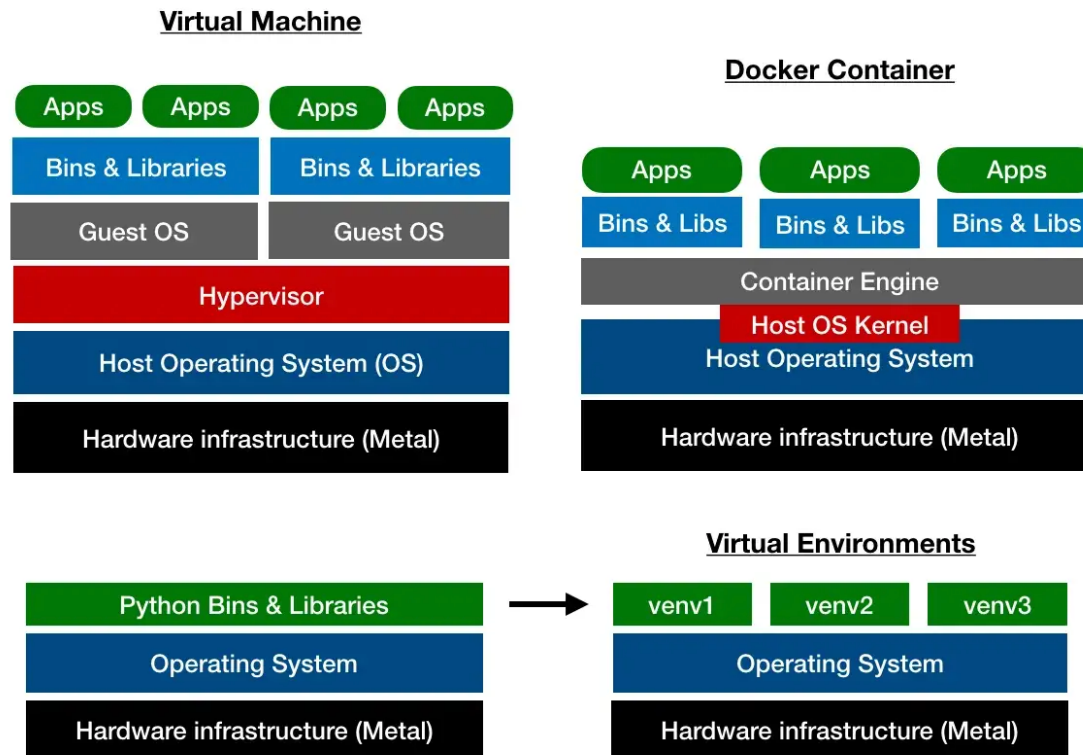 Virtual Machine
Apps Apps Apps Apps
Bins & Libraries Bins & Libraries
Guest OS Guest OS
Hypervisor
Host Operating System (OS)
Hardware infrastructure (Metal)
Docker Container
Apps Apps Apps
Bins & Libs Bins & Libs Bins & Libs
Container Engine
Host OS Kernel
Host Operating System
Hardware infrastructure (Metal)
Python Bins & Libraries
Operating System
Hardware infrastructure (Metal)
Virtual Environments
venv1 venv2 venv3
Operating System
Hardware infrastructure (Metal)